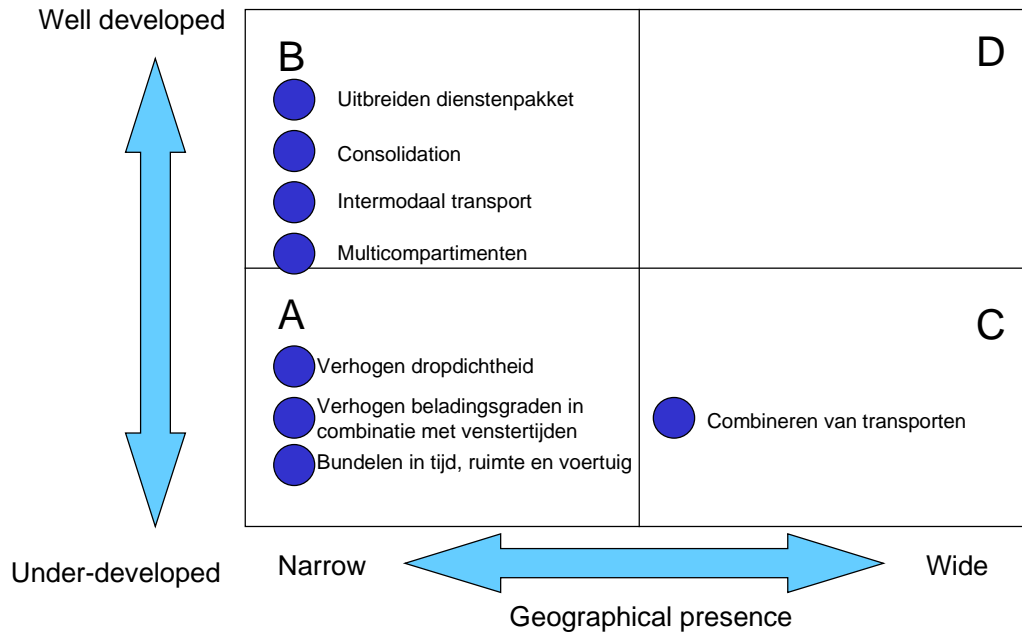 Well developed
B
D
Uitbreiden dienstenpakket
Consolidation
Intermodaal transport
Multicompartimenten
A
C
Verhogen dropdichtheid
Verhogen beladingsgraden in
combinatie met venstertijden
Combineren van transporten
Bundelen in tijd, ruimte en voertuig
Under-developed
Narrow
Wide
Geographical presence